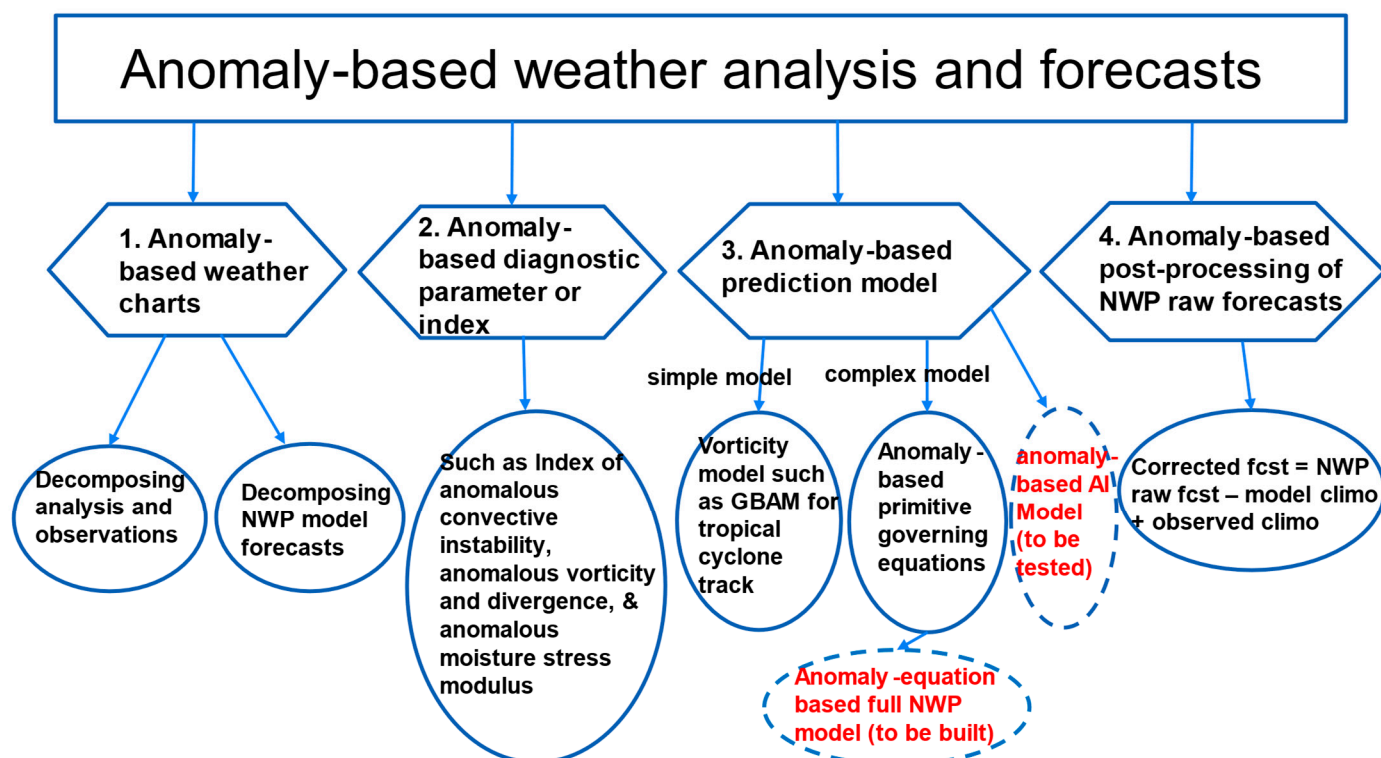 Anomaly-based weather analysis and forecasts
1. Anomaly-
based weather
charts
2. Anomaly-
based diagnostic
parameter or
index
3. Anomaly-based
prediction model
4. Anomaly-based
post-processing of
NWP raw forecasts
simple model
complex model
Decomposing
analysis and
observations
Decomposing
NWP model
forecasts
Such as Index of
anomalous
convective
instability,
anomalous vorticity
and divergence, &
anomalous
moisture stress
modulus
Vorticity
model such
as GBAM for
tropical
cyclone
track
Anomaly-
based
primitive
governing
equations
anomaly-
based AI
Model
(to be
tested)
Corrected fcst = NWP
raw fcst – model climo
+ observed climo
Anomaly-equation
based full NWP
model (to be built)